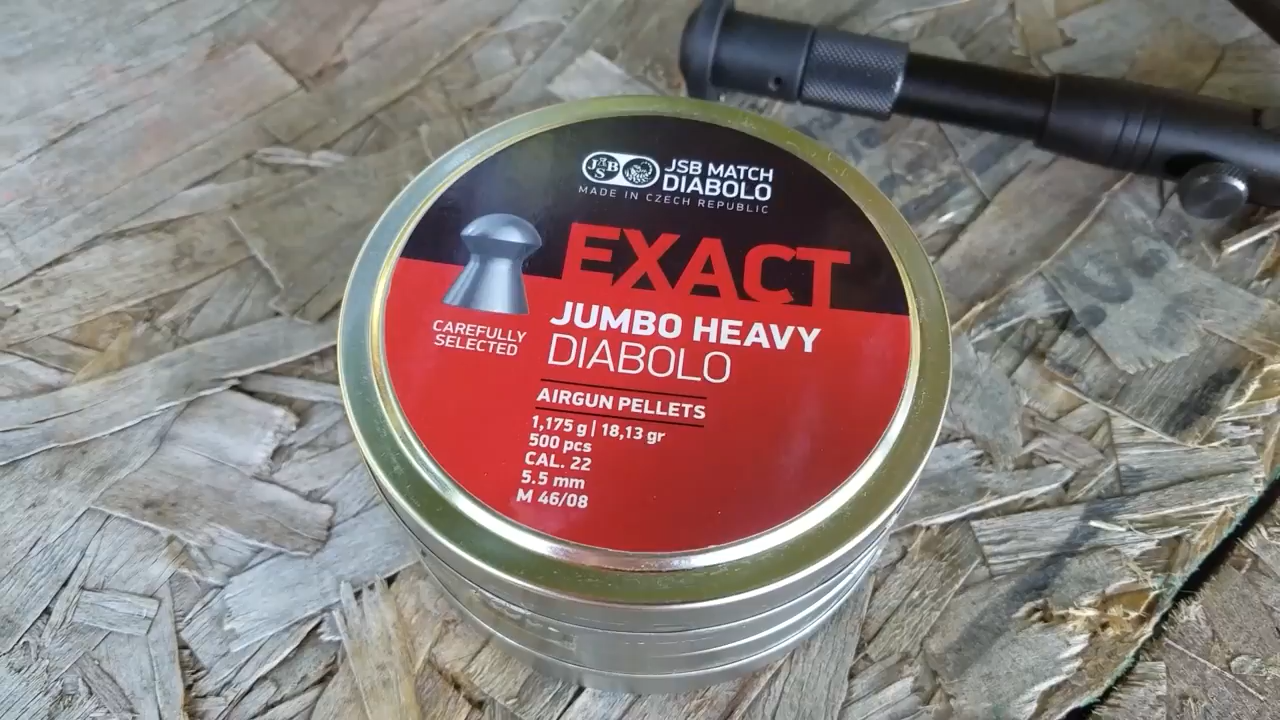 JSB
JSB MATCH
DIABOLO
MADE IN CZECH REPUBLIC
EXACT
JUMBO HEAVY
DIABOLO
CAREFULLY
SELECTED
AIRGUN PELLETS
1,175 g | 18,13 gr
500 pcs
CAL. 22
5.5 mm
M 46/08